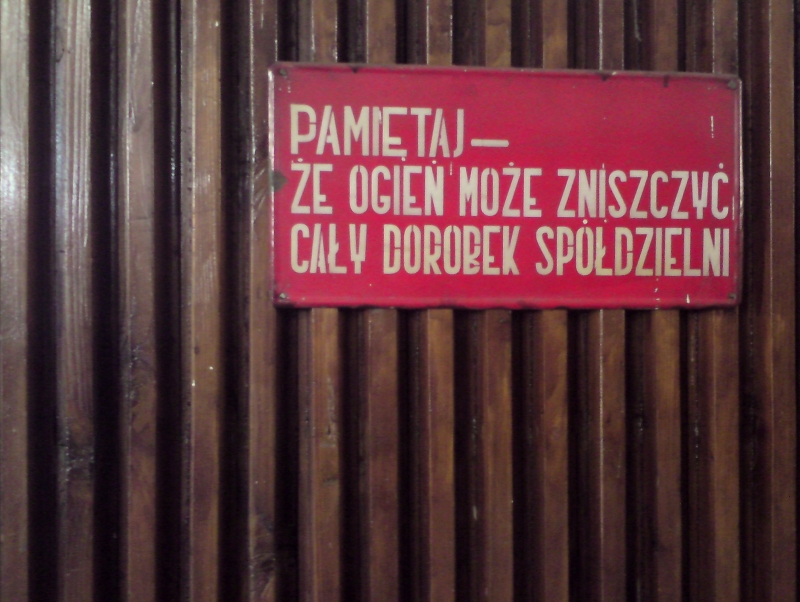 PAMIĘTAJ—
ŻE OGIEŃ MOŻE ZNISZCZYĆ
CAŁY DOROBEK SPÓŁDZIELNI